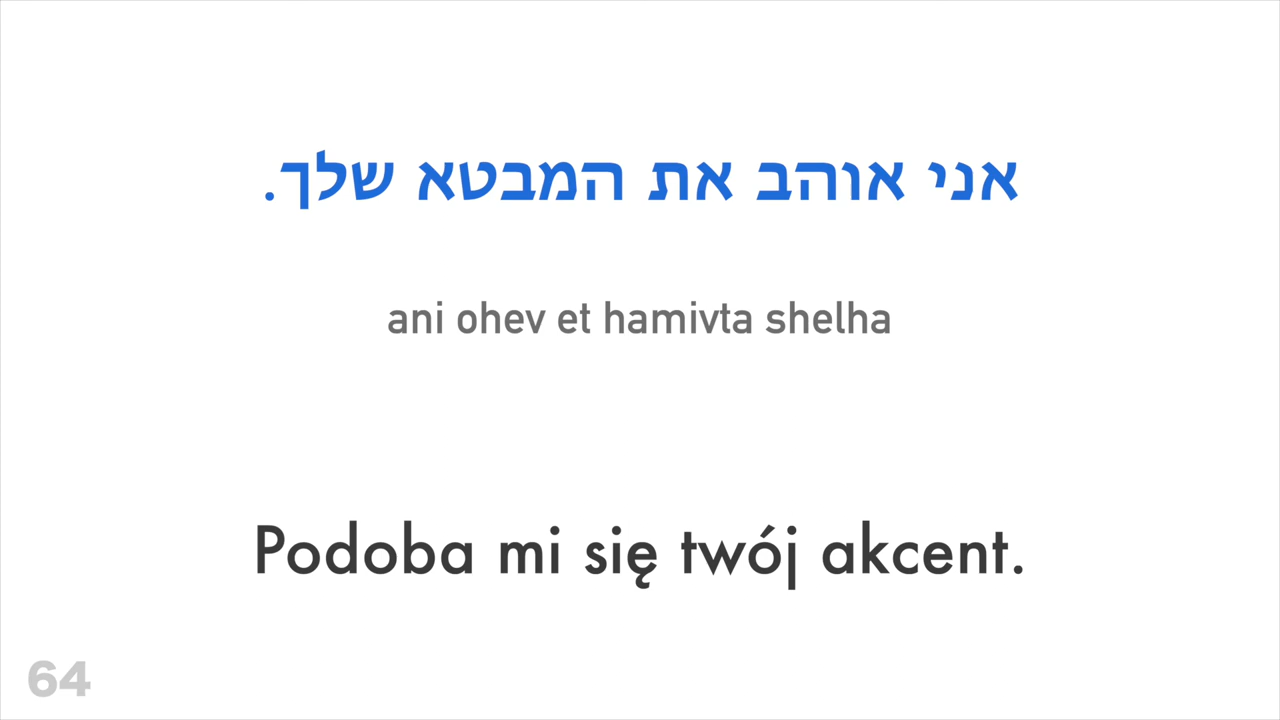 אני אוהב את המבטא שלך.
ani ohev et hamivta shelha
Podoba mi się twój akcent.
64